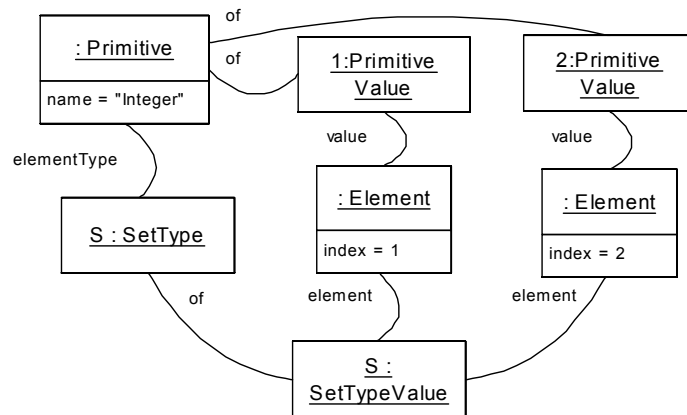 of
: Primitive
name = "Integer"
of
1:Primitive
Value
2:Primitive
Value
elementType
value
value
S : SetType
: Element
index = 1
: Element
index = 2
of
element
element
S :
SetTypeValue